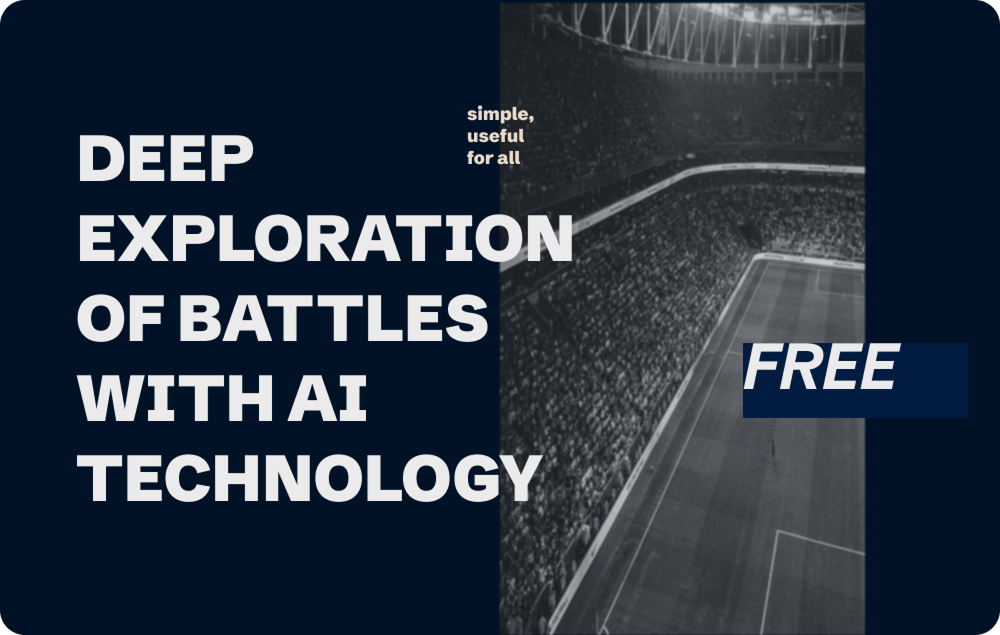 simple,
useful
for all
DEEP
EXPLORATION
OF BATTLES
WITH AI
TECHNOLOGY
FREE